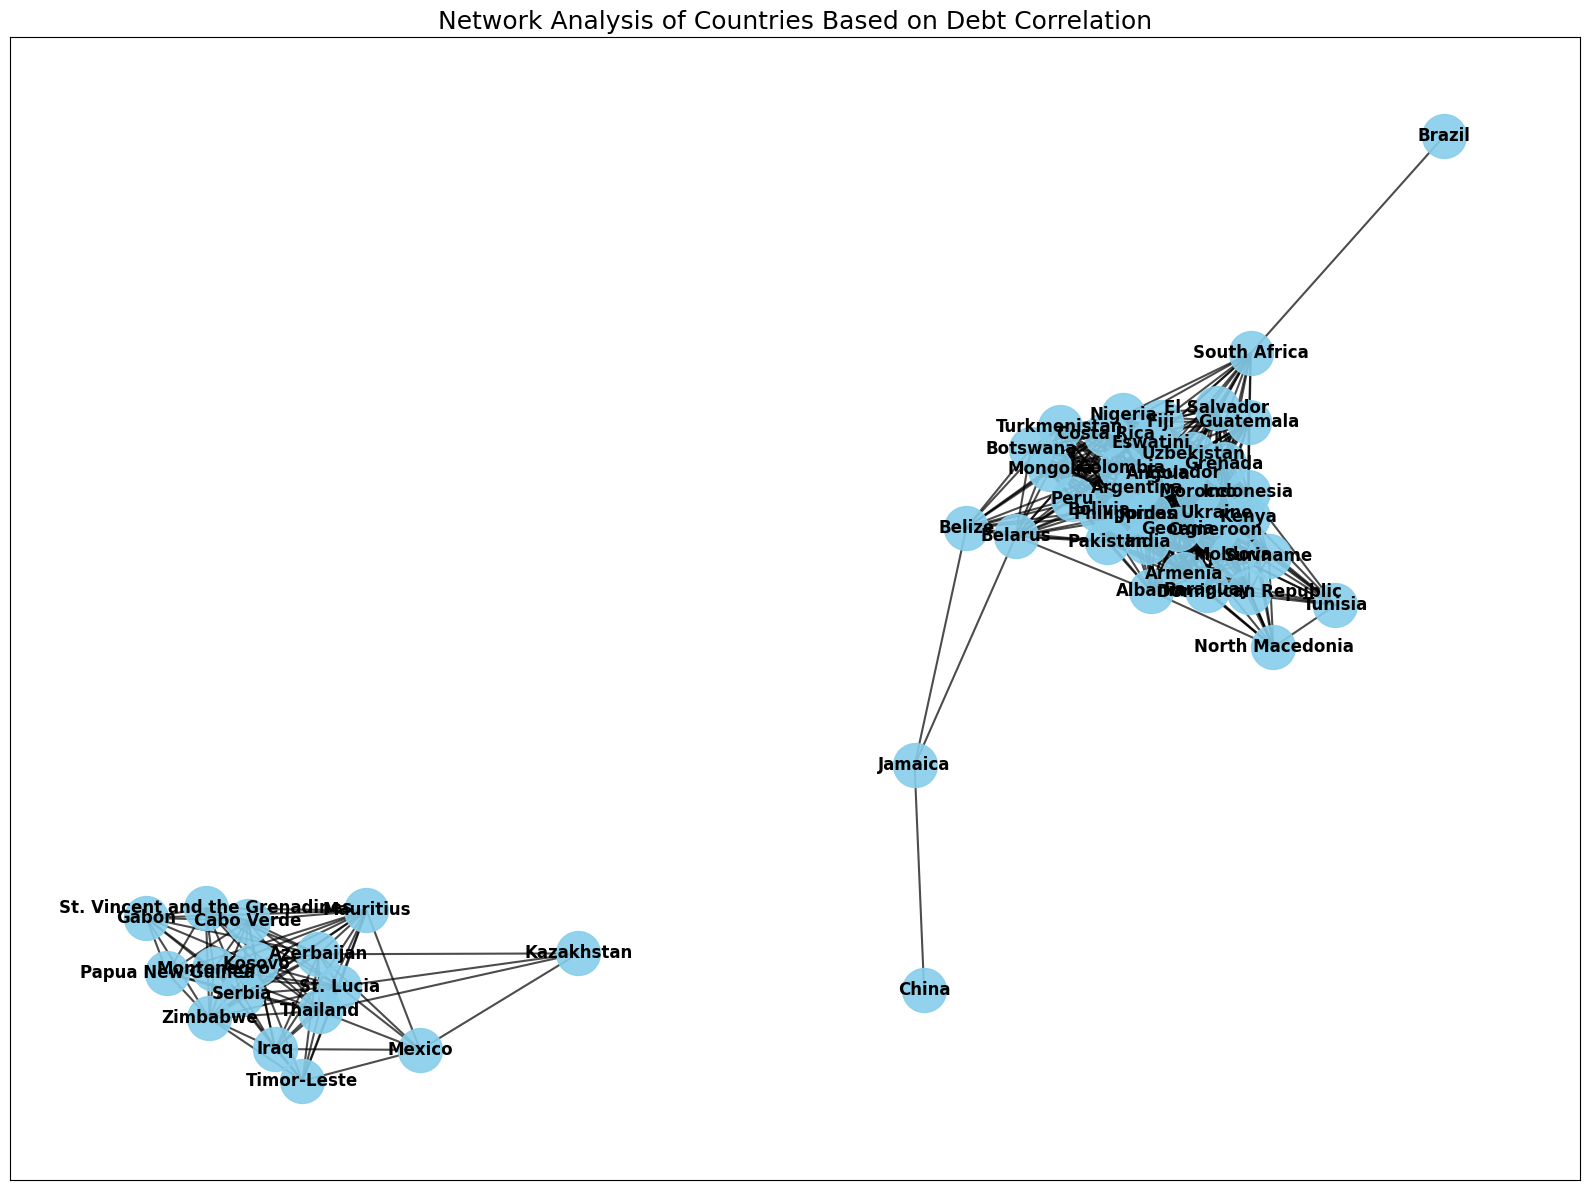 Network Analysis of Countries Based on Debt Correlation
Brazil
South Africa
El Salvador
Nigeria
Fiji
Guatemala
Turkmenistan
Costa Rica
Eswatini
Botswana
Uzbekistan
Grenada
Mongolia
Colombia
Angola
Ecuador
Argentina
Morocco
Indonesia
Peru
Bolivia
Philippines
Jordan
Ukraine
Kenya
Belize
Georgia
Cameroon
Belarus
Pakistan
India
Moldova
Suriname
Armenia
Albania
Paraguay
Dominican Republic
Tunisia
North Macedonia
Jamaica
China
St. Vincent and the Grenadines
Mauritius
Gabon
Cabo Verde
Azerbaijan
Kazakhstan
Kosovo
Montenegro
Papua New Guinea
St. Lucia
Serbia
Thailand
Zimbabwe
Iraq
Mexico
Timor-Leste